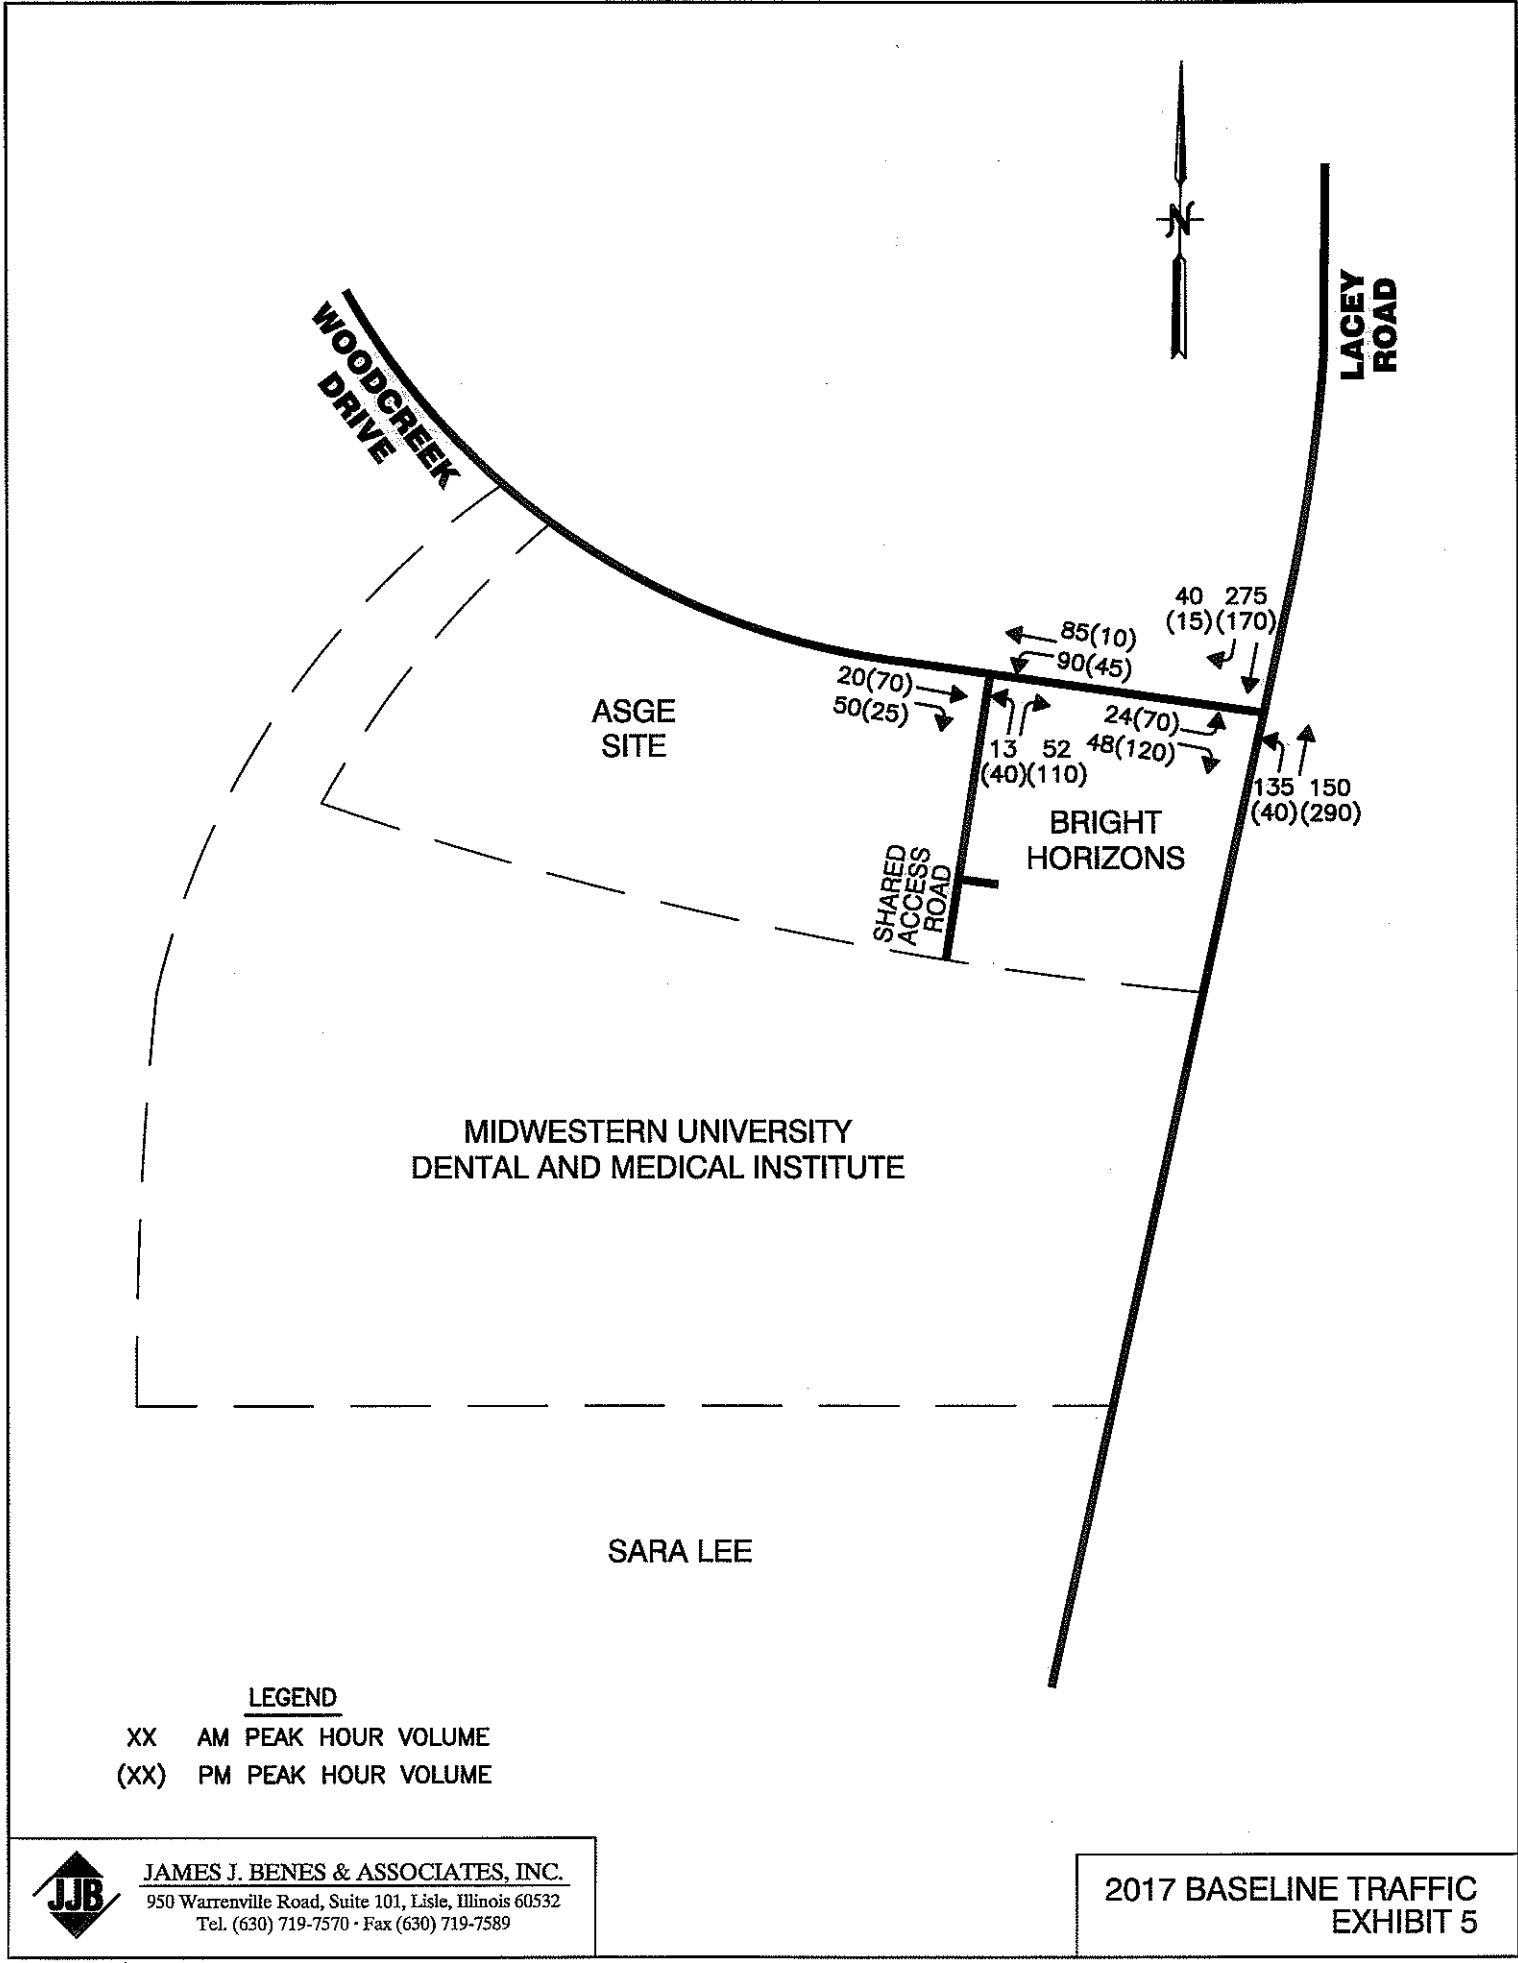 N
LACEY
ROAD
WOODCREEK
DRIVE
40 275
(15)(170)
85(10)
90(45)
20(70)
50(25)
ASGE
SITE
24(70)
48(120)
13 52
(40)(110)
135 150
(40)(290)
BRIGHT
HORIZONS
SHARED
ACCESS
ROAD
MIDWESTERN UNIVERSITY
DENTAL AND MEDICAL INSTITUTE
SARA LEE
LEGEND
XX AM PEAK HOUR VOLUME
(XX) PM PEAK HOUR VOLUME
JJB
JAMES J. BENES & ASSOCIATES, INC.
950 Warrenville Road, Suite 101, Lisle, Illinois 60532
Tel. (630) 719-7570 · Fax (630) 719-7589
2017 BASELINE TRAFFIC
EXHIBIT 5